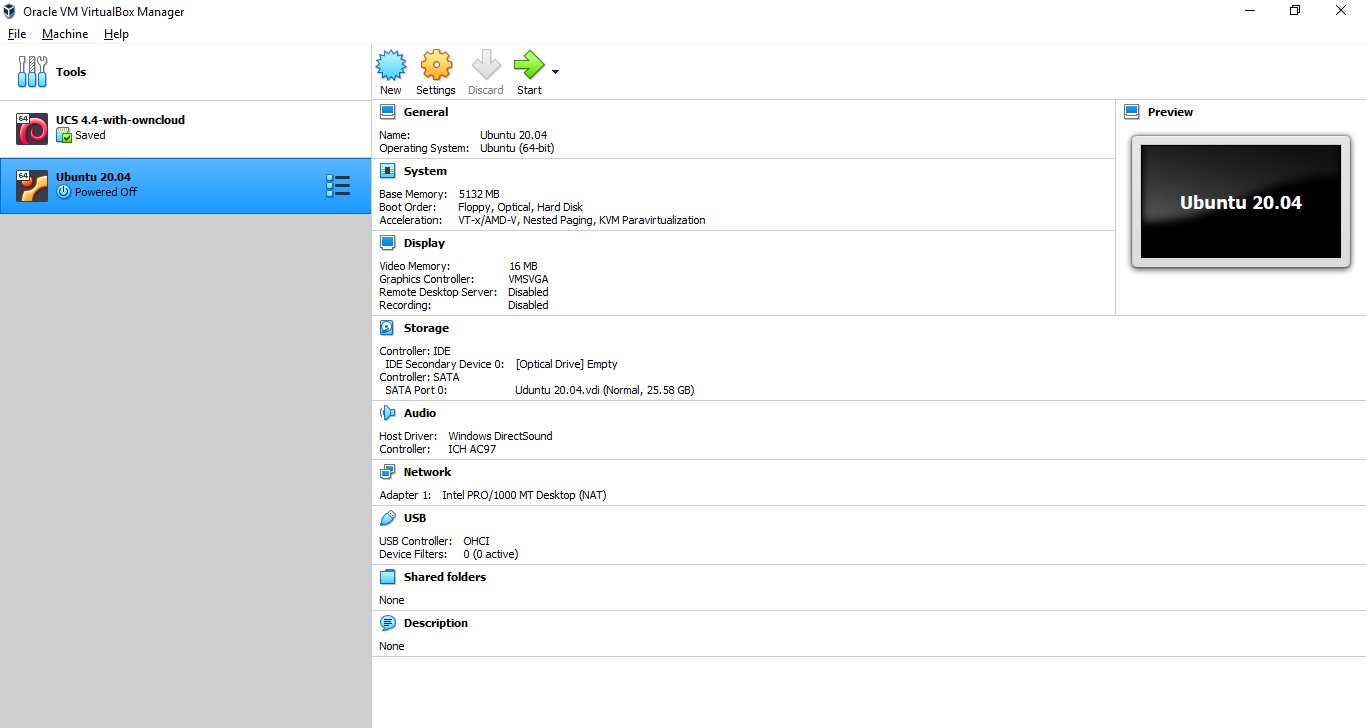 Oracle VM VirtualBox Manager
File Machine Help
Tools
New Settings Discard Start
64 UCS 4.4-with-owncloud
Saved
64 Ubuntu 20.04
Powered Off
General
Name: Ubuntu 20.04
Operating System: Ubuntu (64-bit)
System
Base Memory: 5132 MB
Boot Order: Floppy, Optical, Hard Disk
Acceleration: VT-x/AMD-V, Nested Paging, KVM Paravirtualization
Display
Video Memory: 16 MB
Graphics Controller: VMSVGA
Remote Desktop Server: Disabled
Recording: Disabled
Preview
Ubuntu 20.04
Storage
Controller: IDE
IDE Secondary Device 0: [Optical Drive] Empty
Controller: SATA
SATA Port 0: Uduntu 20.04.vdi (Normal, 25.58 GB)
Audio
Host Driver: Windows DirectSound
Controller: ICH AC97
Network
Adapter 1: Intel PRO/1000 MT Desktop (NAT)
USB
USB Controller: OHCI
Device Filters: 0 (0 active)
Shared folders
None
Description
None